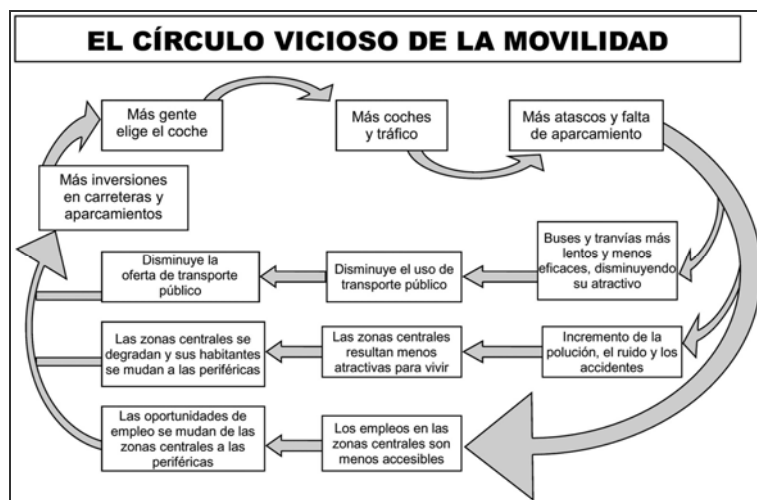 EL CÍRCULO VICIOSO DE LA MOVILIDAD
Más gente
elige el coche
Más coches
y tráfico
Más atascos y falta
de aparcamiento
Más inversiones
en carreteras y
aparcamientos
Buses y tranvías más
lentos y menos
eficaces, disminuyendo
su atractivo
Disminuye el uso de
transporte público
Disminuye la
oferta de transporte
público
Incremento de la
polución, el ruido y los
accidentes
Las zonas centrales
resultan menos
atractivas para vivir
Las zonas centrales se
degradan y sus habitantes
se mudan a las periféricas
Los empleos en las
zonas centrales son
menos accesibles
Las oportunidades de
empleo se mudan de las
zonas centrales a las
periféricas